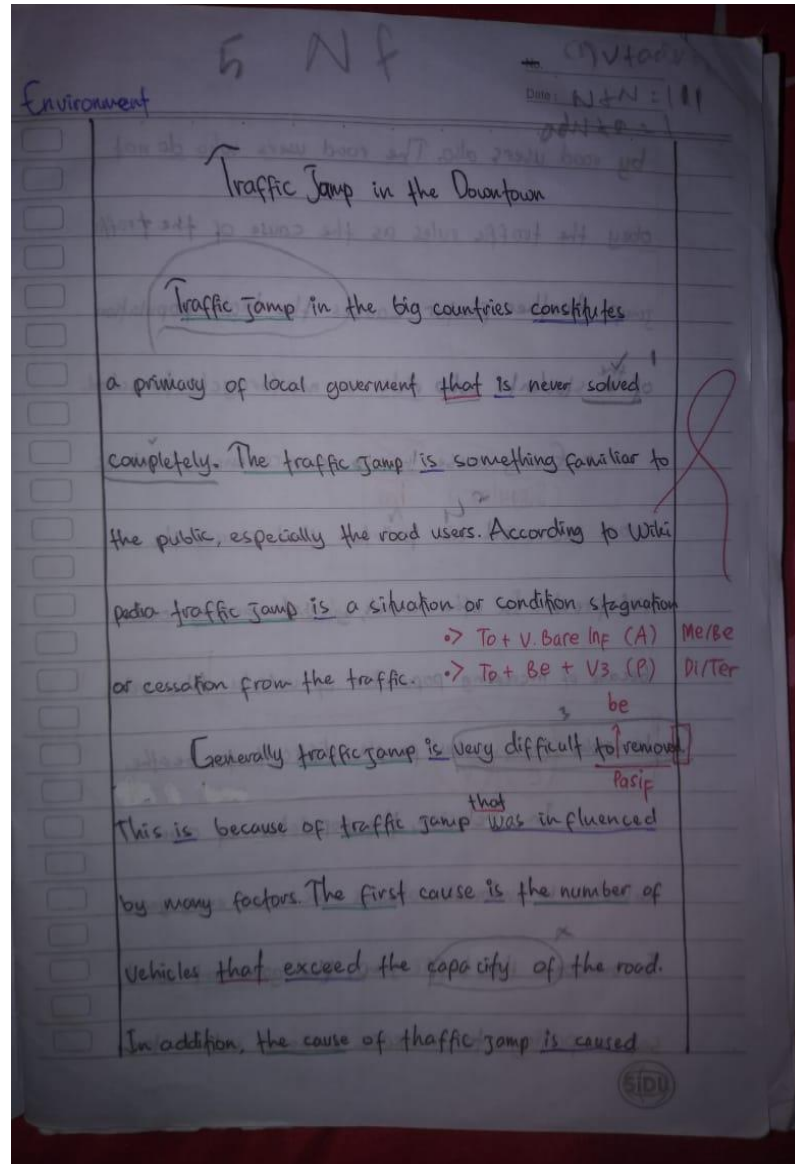 5 N f
Environment
Date: N+N = 111
Traffic Jamp in the Downtown
Traffic Jamp in the big countries constitutes
a primary of local goverment that is never solved
completely. The traffic Jamp is something familiar to
the public, especially the road users. According to Wiki
pedia traffic jamp is a situation or condition stagnation
•> To + V. Bare Inf (A) Me/Be
or cessation from the traffic. •> To + Be + V3 (P) Di/Ter
be
3
Generally traffic jamp is very difficult to remove
Pasif
that
This is because of traffic jamp was influenced
by many factors. The first cause is the number of
vehicles that exceed the capacity of the road.
In addition, the cause of thaffic jamp is caused
SIDU